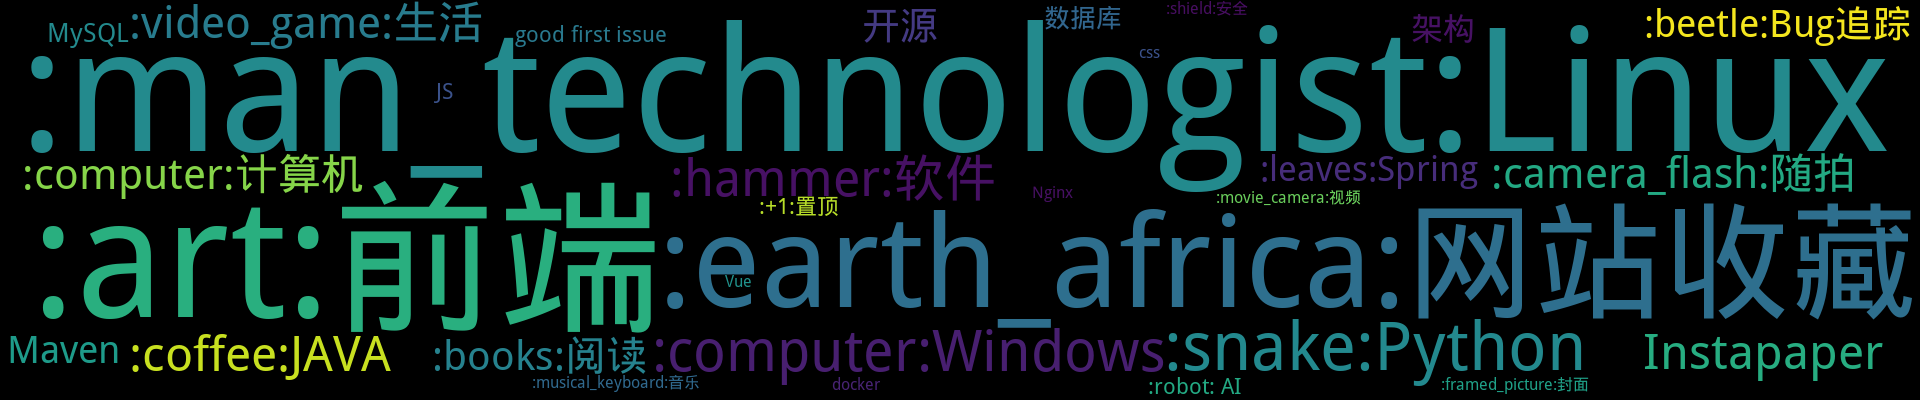 MySQL
:video_game:生活
good first issue
开源
数据库
:shield:安全
架构
:beetle:Bug追踪
css
JS
:man_technologist:Linux
:computer:计算机
:hammer:软件
Nginx
:leaves:Spring
:camera_flash:随拍
:movie_camera:视频
:+1:置顶
:art:前端
:earth_africa:网站收藏
Vue
Maven
:coffee:JAVA
:books:阅读
:computer:Windows
:snake:Python
Instapaper
:musical_keyboard:音乐
docker
:robot: AI
:framed_picture:封面